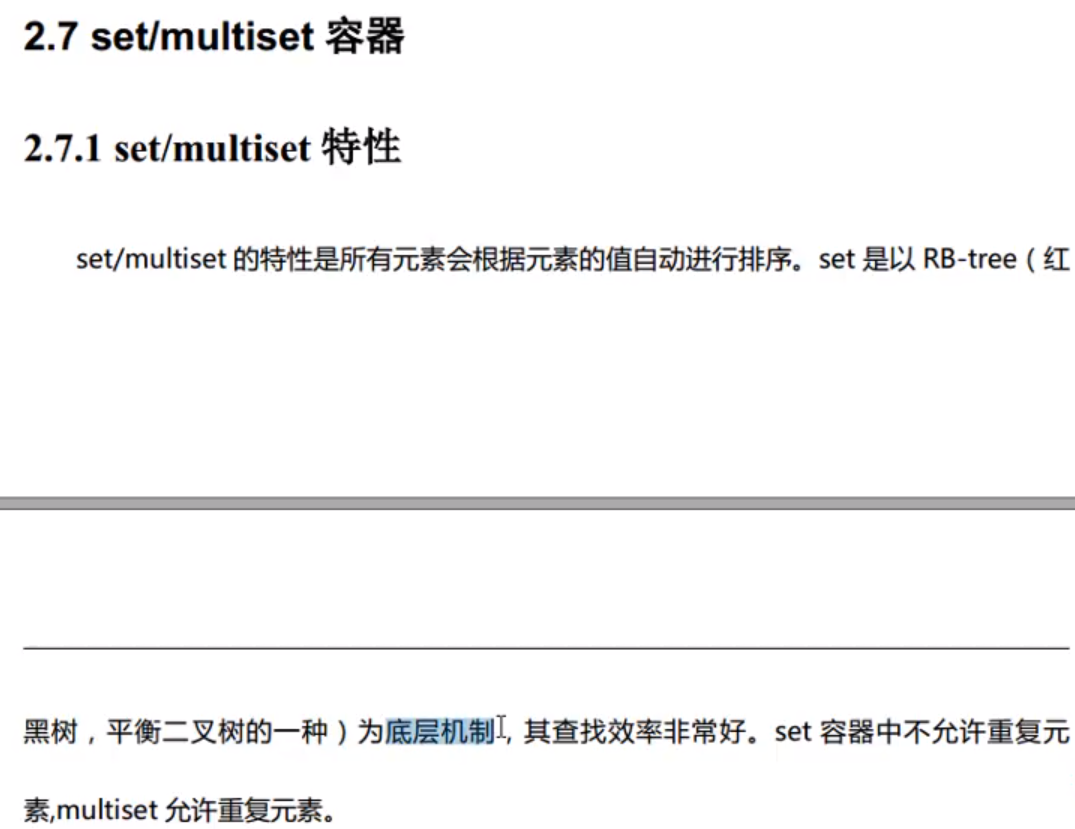 2.7 set/multiset 容器
2.7.1 set/multiset 特性
set/multiset 的特性是所有元素会根据元素的值自动进行排序。set 是以 RB-tree（红
黑树，平衡二叉树的一种）为底层机制，其查找效率非常好。set 容器中不允许重复元
素,multiset 允许重复元素。